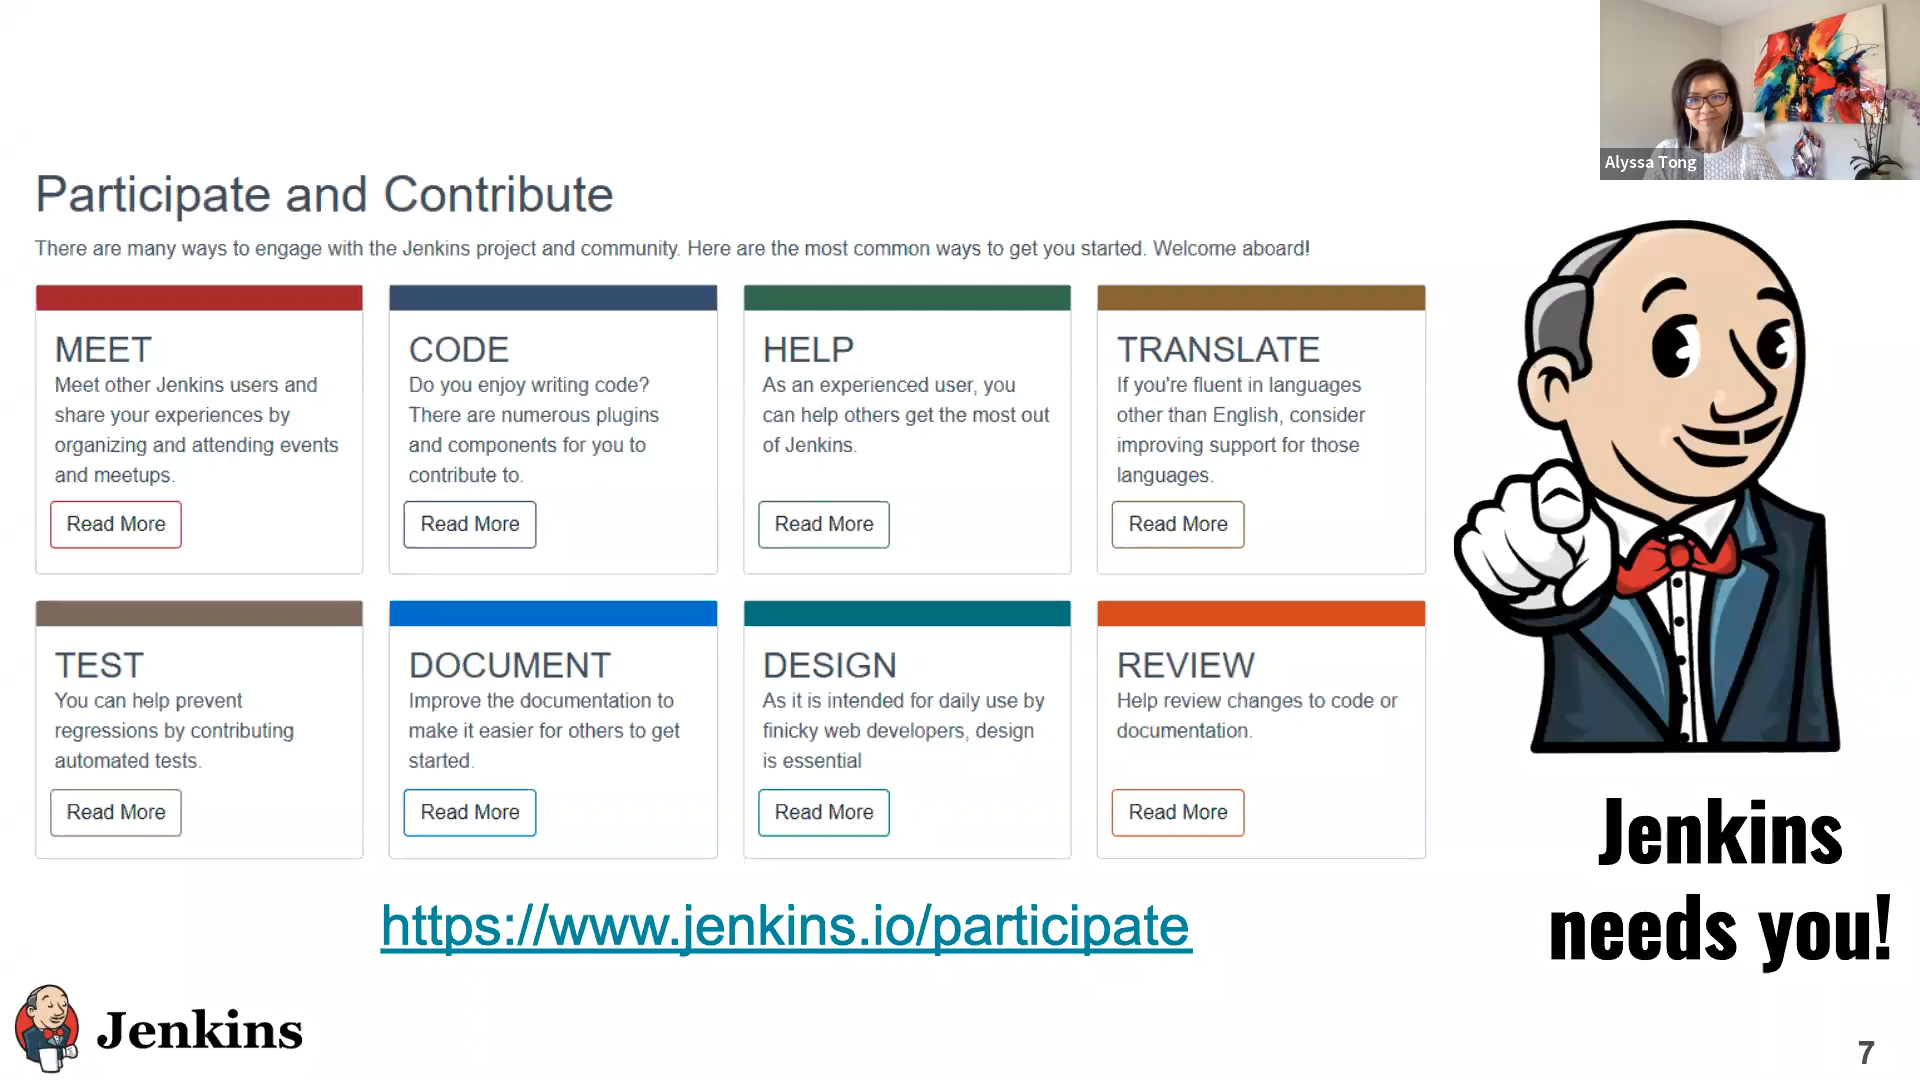 Alyssa Tong
Participate and Contribute
There are many ways to engage with the Jenkins project and community. Here are the most common ways to get you started. Welcome aboard!
MEET
Meet other Jenkins users and
share your experiences by
organizing and attending events
and meetups.
Read More
CODE
Do you enjoy writing code?
There are numerous plugins
and components for you to
contribute to.
Read More
HELP
As an experienced user, you
can help others get the most out
of Jenkins.
Read More
TRANSLATE
If you're fluent in languages
other than English, consider
improving support for those
languages.
Read More
TEST
You can help prevent
regressions by contributing
automated tests.
Read More
DOCUMENT
Improve the documentation to
make it easier for others to get
started.
Read More
DESIGN
As it is intended for daily use by
finicky web developers, design
is essential
Read More
REVIEW
Help review changes to code or
documentation.
Read More
Jenkins
needs you!
https://www.jenkins.io/participate
Jenkins
7